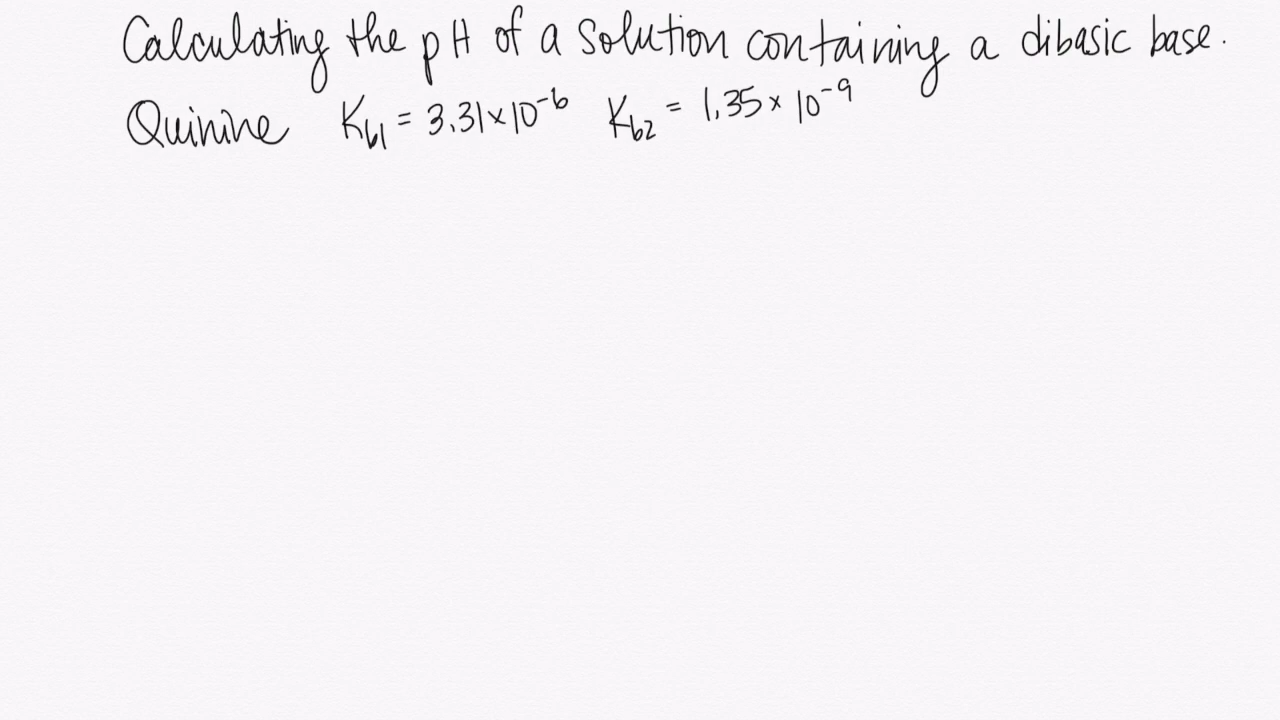 Calculating the pH of a solution containing a dibasic base.
Quinine Kb1 = 3.31 x 10^-6 Kb2 = 1.35 x 10^-9